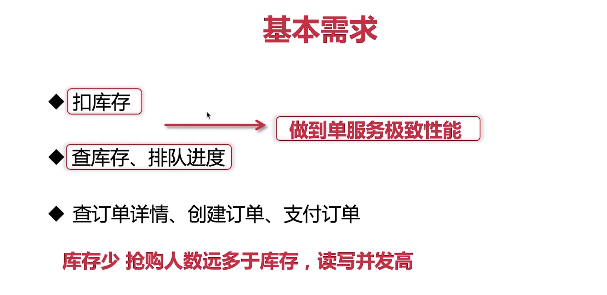 基本需求
◆ 扣库存
做到单服务极致性能
◆ 查库存、排队进度
◆ 查订单详情、创建订单、支付订单
库存少 抢购人数远多于库存，读写并发高